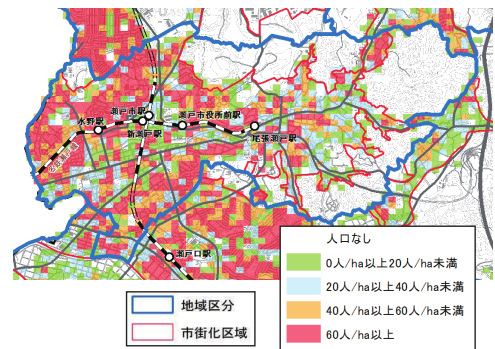 瀬戸市駅
水野駅
瀬戸市役所前駅
新瀬戸駅
尾張瀬戸駅
瀬戸口駅
人口なし
0人/ha以上20人/ha未満
20人/ha以上40人/ha未満
40人/ha以上60人/ha未満
60人/ha以上
地域区分
市街化区域